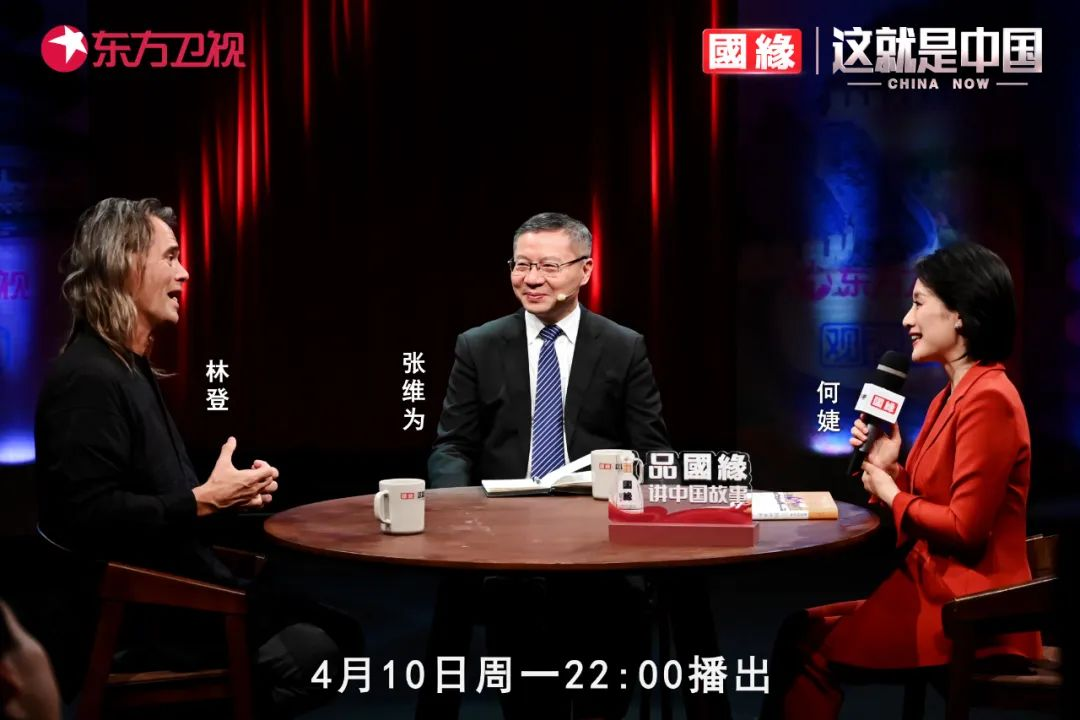 东方卫视
國緣
这就是中国
CHINA NOW
林登
张维为
何婕
國緣
品國緣
讲中国故事
4月10日周一22:00播出